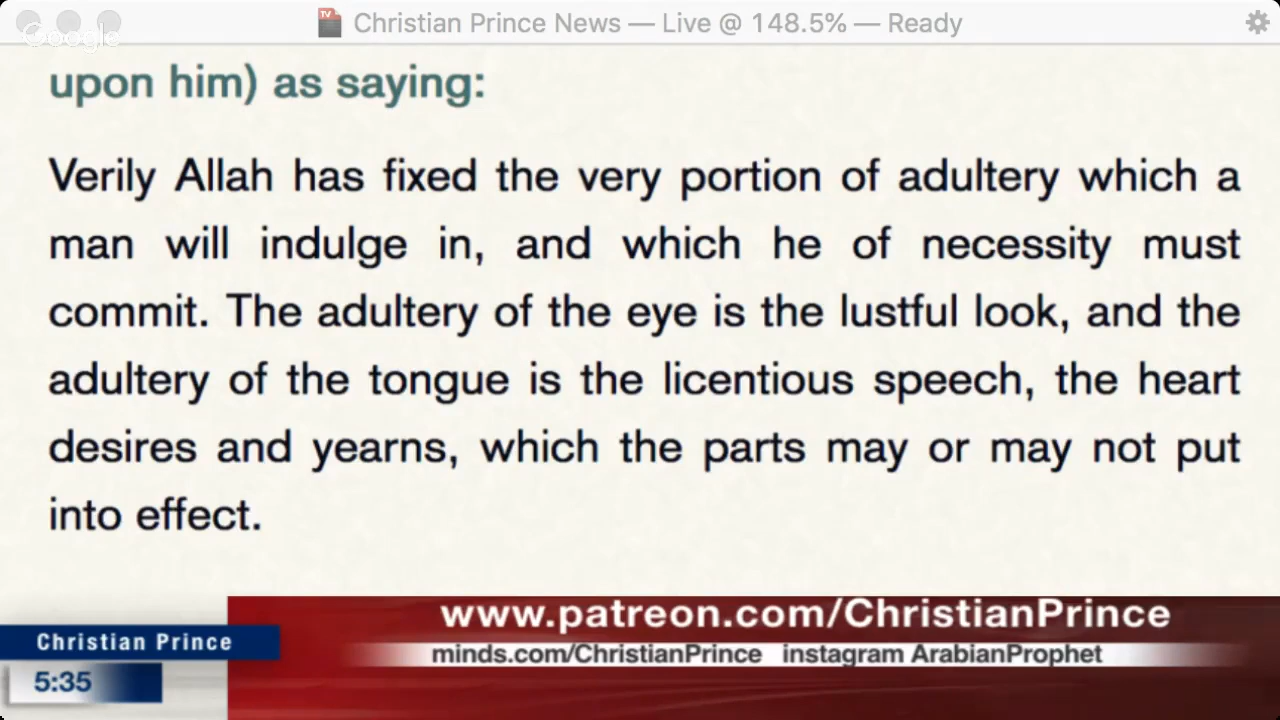 Christian Prince News — Live @ 148.5% — Ready
Google
upon him) as saying:
Verily Allah has fixed the very portion of adultery which a
man will indulge in, and which he of necessity must
commit. The adultery of the eye is the lustful look, and the
adultery of the tongue is the licentious speech, the heart
desires and yearns, which the parts may or may not put
into effect.
www.patreon.com/ChristianPrince
Christian Prince
minds.com/ChristianPrince instagram ArabianProphet
5:35